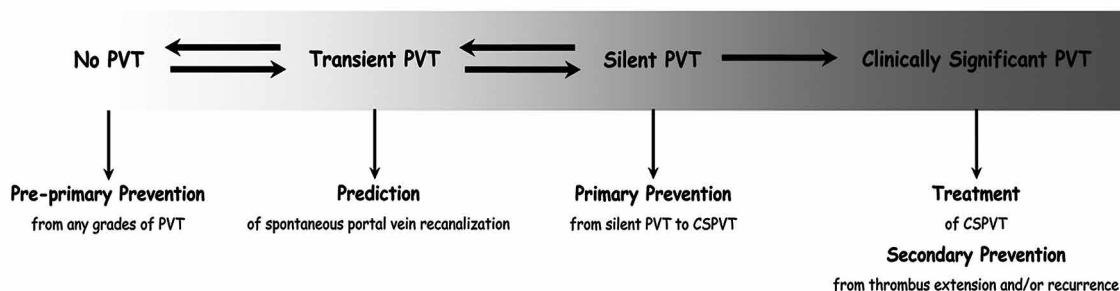 No PVT
Transient PVT
Silent PVT
Clinically Significant PVT
Pre-primary Prevention
from any grades of PVT
Prediction
of spontaneous portal vein recanalization
Primary Prevention
from silent PVT to CSPVT
Treatment
of CSPVT
Secondary Prevention
from thrombus extension and/or recurrence